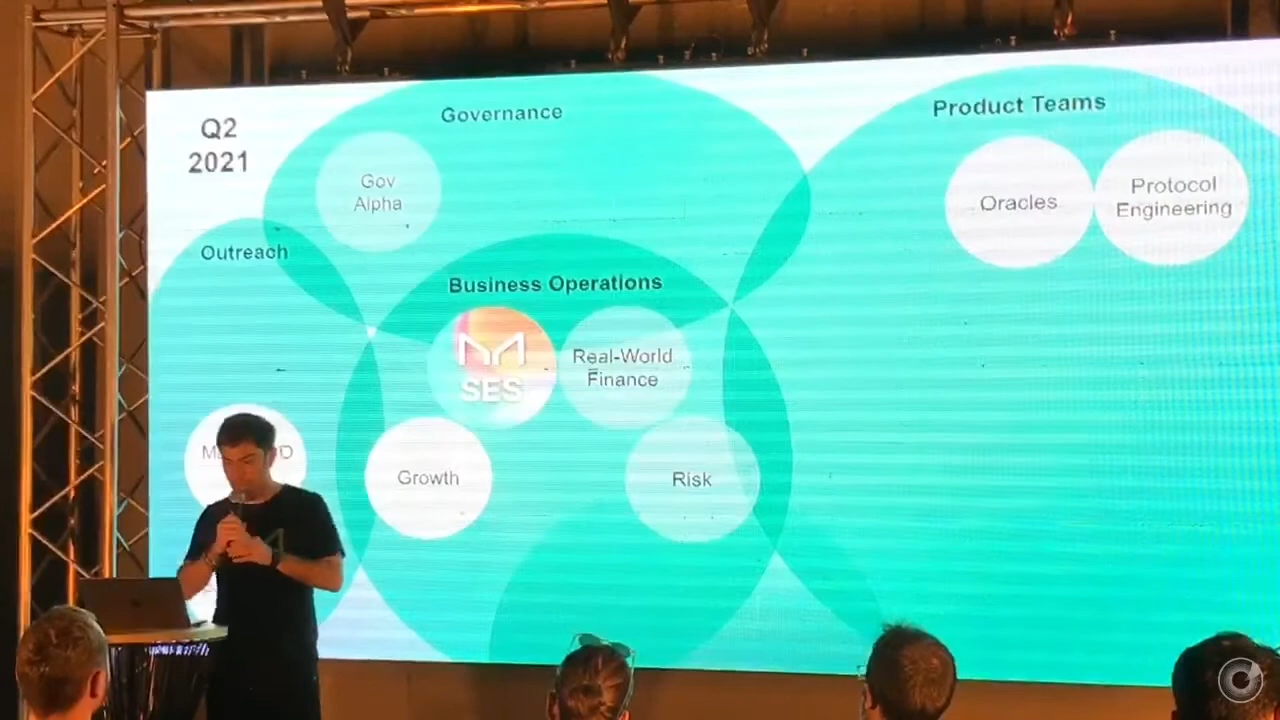 Q2
2021
Governance
Product Teams
Gov
Alpha
Oracles
Protocol
Engineering
Outreach
Business Operations
SES
Real-World
Finance
Growth
Risk